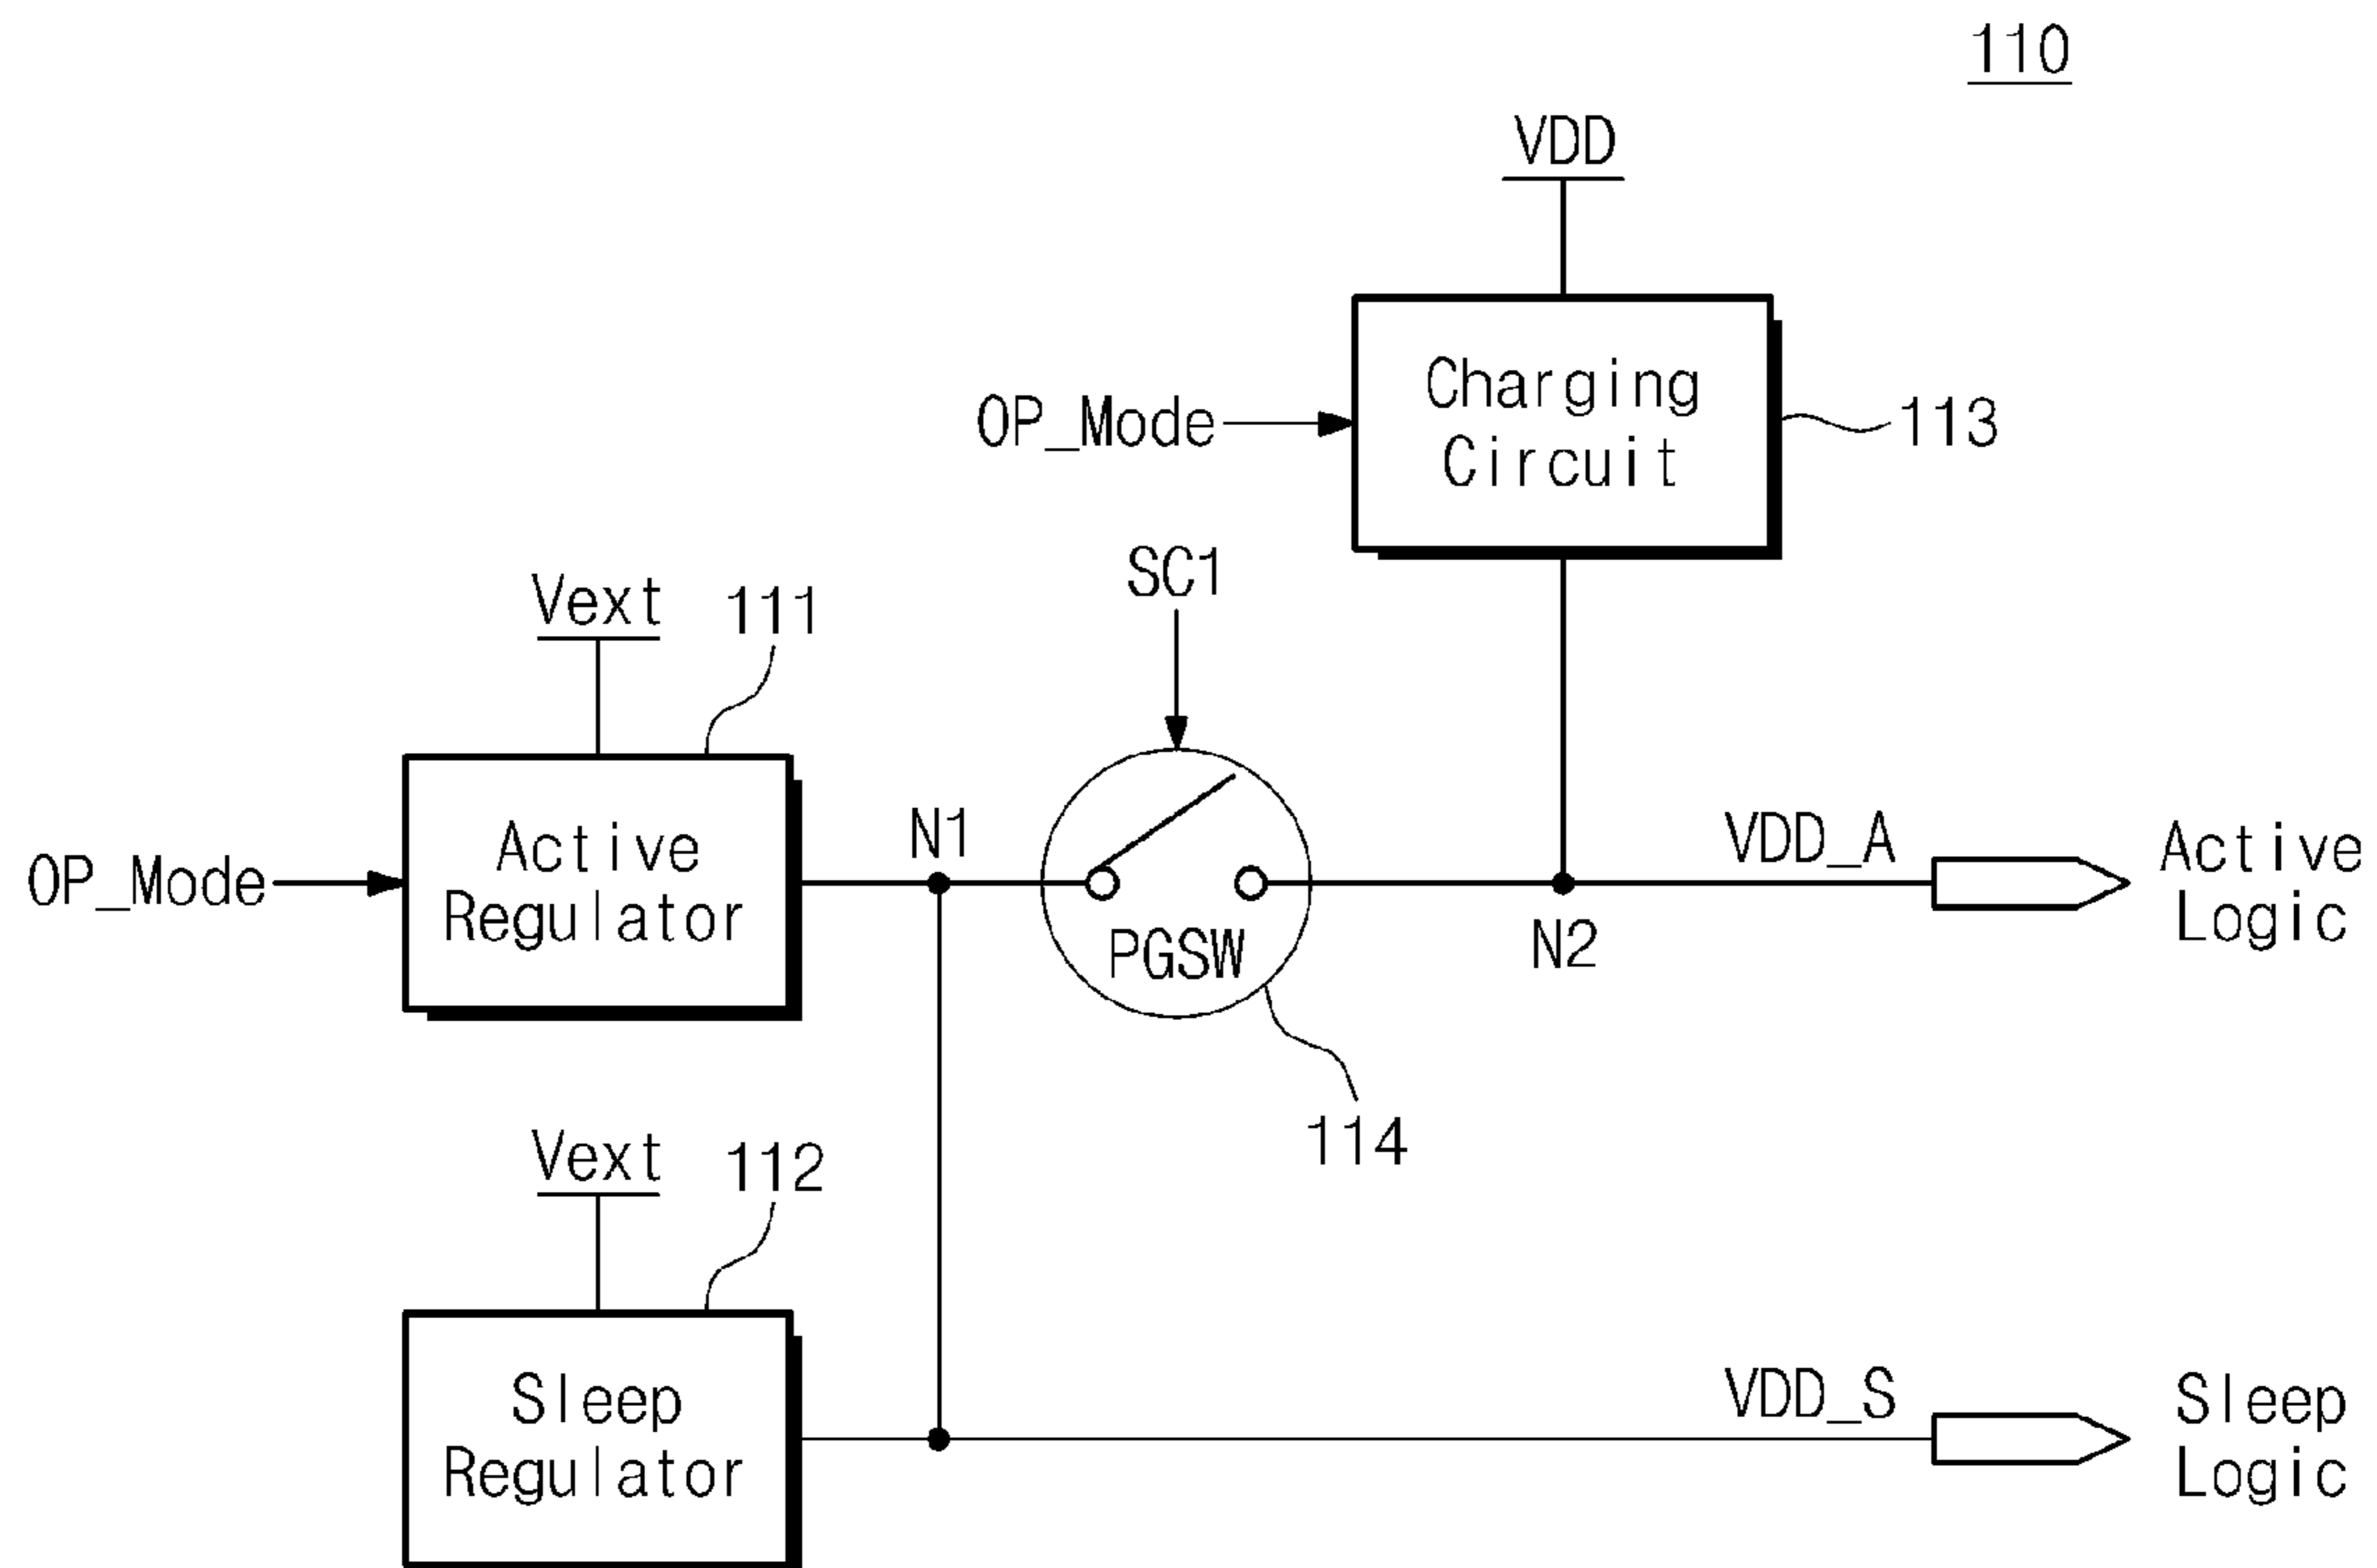 110
VDD
Charging
Circuit
OP_Mode
113
SC1
Vext
111
Active
Regulator
OP_Mode
N1
PGSW
N2
VDD_A
Active
Logic
114
Vext
112
Sleep
Regulator
VDD_S
Sleep
Logic